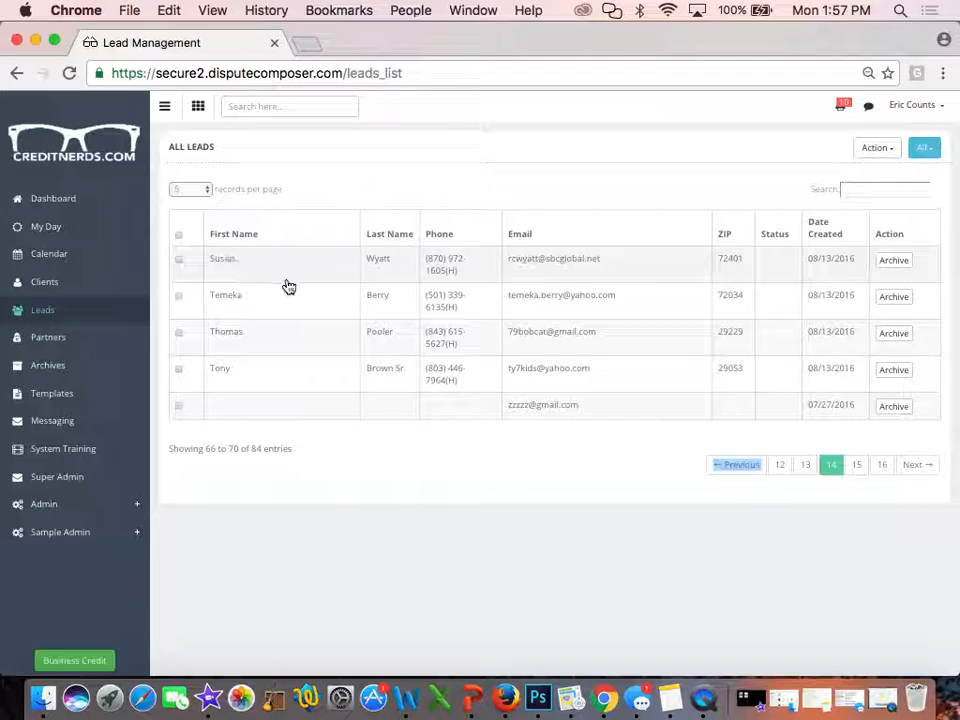 Chrome File Edit View History Bookmarks People Window Help 100% Mon 1:57 PM
Lead Management
https://secure2.disputecomposer.com/leads_list
CREDITNERDS.COM
Search here...
10
Eric Counts
ALL LEADS
Action
All
5 records per page
Search:
Dashboard
My Day
Calendar
Clients
Leads
Partners
Archives
Templates
Messaging
System Training
Super Admin
Admin +
Sample Admin +
Business Credit
First Name Last Name Phone Email ZIP Status Date Created Action
Wyatt (870) 972-1605(H) rcwyatt@sbcglobal.net 72401 08/13/2016 Archive
Temeka Berry (501) 339-6135(H) temeka.berry@yahoo.com 72034 08/13/2016 Archive
Thomas Pooler (843) 615-5627(H) 79bobcat@gmail.com 29229 08/13/2016 Archive
Tony Brown Sr (803) 446-7964(H) ty7kids@yahoo.com 29053 08/13/2016 Archive
zzzzz@gmail.com 07/27/2016 Archive
Showing 66 to 70 of 84 entries
← Previous 12 13 14 15 16 Next →